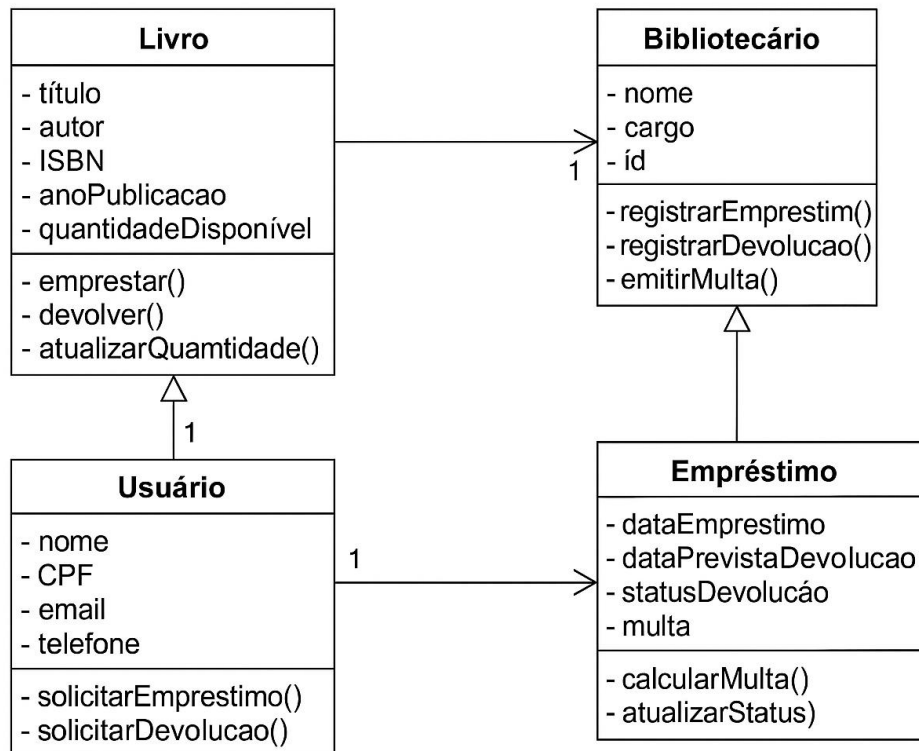 Livro
- título
- autor
- ISBN
- anoPublicacao
- quantidadeDisponível
- emprestar()
- devolver()
- atualizarQuamtidade()
1
Bibliotecário
- nome
- cargo
- íd
- registrarEmprestim()
- registrarDevolucao()
- emitirMulta()
1
Usuário
- nome
- CPF
- email
- telefone
- solicitarEmprestimo()
- solicitarDevolucao()
1
Empréstimo
- dataEmprestimo
- dataPrevistaDevolucao
- statusDevolucáo
- multa
- calcularMulta()
- atualizarStatus)